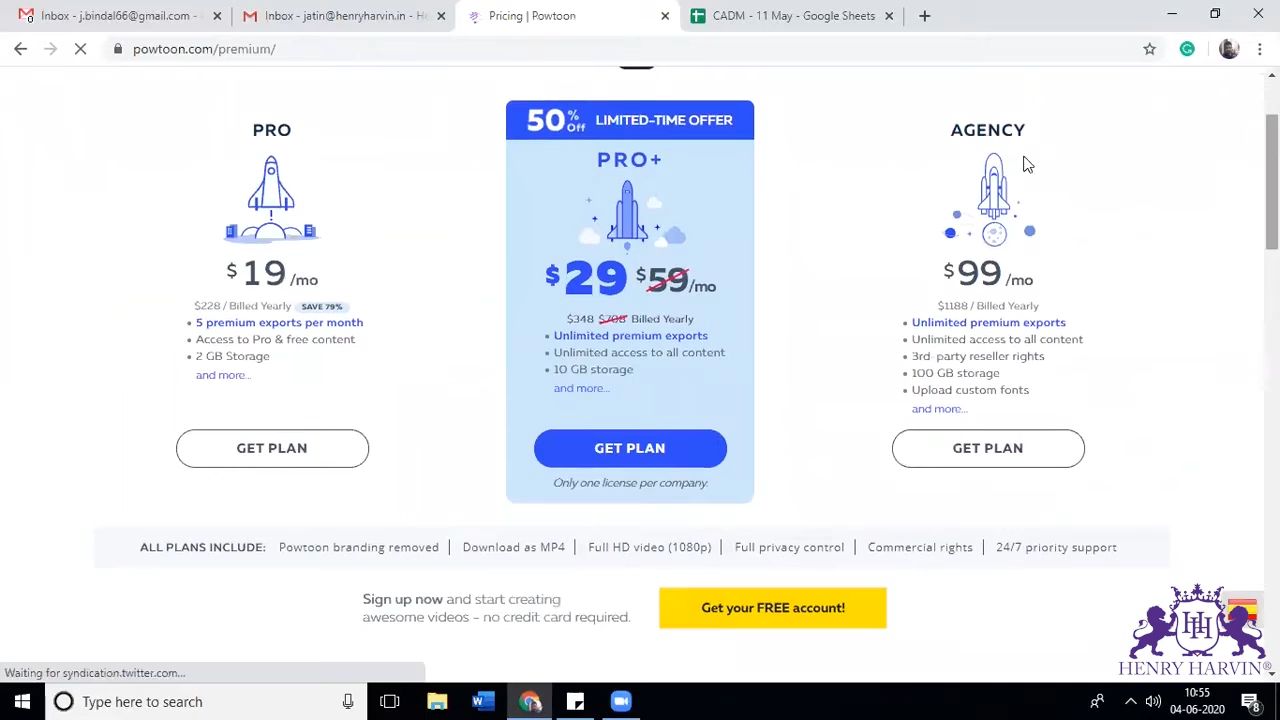 Inbox - j.bindal66@gmail.com -
Inbox - jatin@henryharvin.in - He
Pricing | Powtoon
CADM - 11 May - Google Sheets
powtoon.com/premium/
PRO
$19/mo
$228 / Billed Yearly SAVE 79%
5 premium exports per month
Access to Pro & free content
2 GB Storage
and more...
GET PLAN
50% Off LIMITED-TIME OFFER
PRO+
$29 $59/mo
$348 $708 Billed Yearly
Unlimited premium exports
Unlimited access to all content
10 GB storage
and more...
GET PLAN
Only one license per company.
AGENCY
$99/mo
$1188 / Billed Yearly
Unlimited premium exports
Unlimited access to all content
3rd-party reseller rights
100 GB storage
Upload custom fonts
and more...
GET PLAN
ALL PLANS INCLUDE: Powtoon branding removed | Download as MP4 | Full HD video (1080p) | Full privacy control | Commercial rights | 24/7 priority support
Sign up now and start creating
awesome videos - no credit card required.
Get your FREE account!
HENRY HARVIN®
Waiting for syndication.twitter.com...
Type here to search
10:55
04-06-2020
8